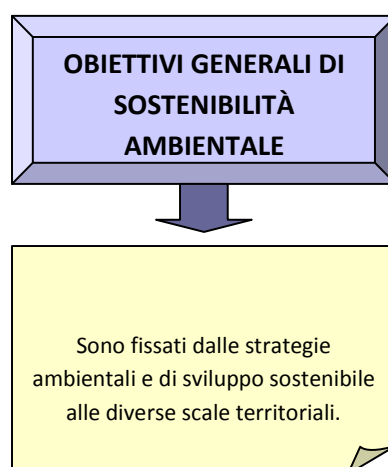 OBIETTIVI GENERALI DI
SOSTENIBILITÀ
AMBIENTALE
Sono fissati dalle strategie
ambientali e di sviluppo sostenibile
alle diverse scale territoriali.